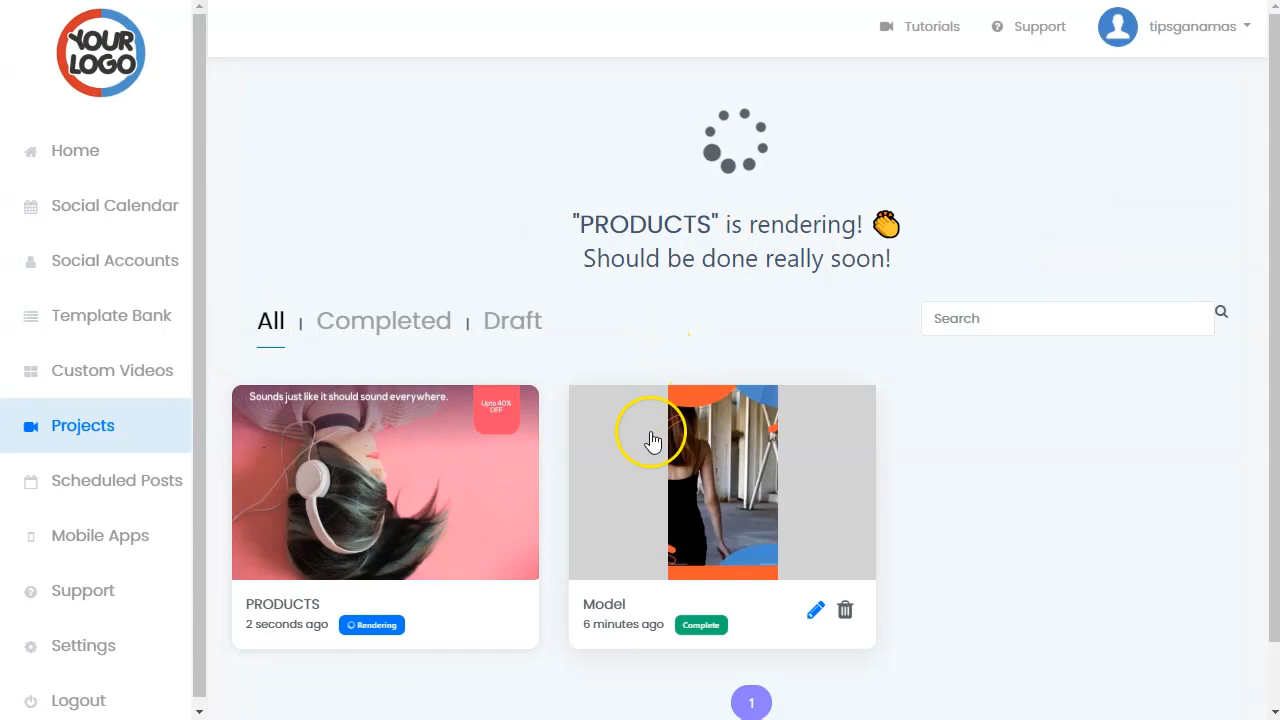 YOUR
LOGO
Tutorials
Support
tipsganamas
Home
Social Calendar
Social Accounts
Template Bank
Custom Videos
Projects
Scheduled Posts
Mobile Apps
Support
Settings
Logout
"PRODUCTS" is rendering! 👏
Should be done really soon!
All | Completed | Draft
Search
Sounds just like it should sound everywhere.
Upto 40%
OFF
PRODUCTS
2 seconds ago
Rendering
Model
6 minutes ago
Complete
1